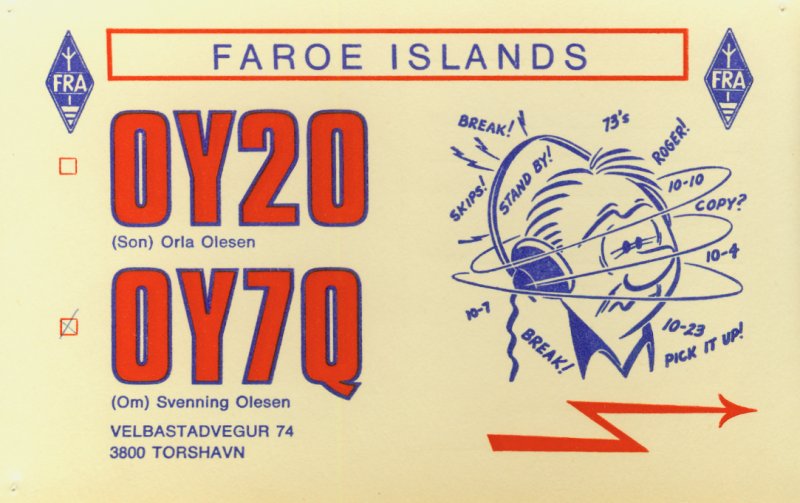 FAROE ISLANDS
FRA
FRA
OY2O
(Son) Orla Olesen
OY7Q
(Om) Svenning Olesen
VELBASTADVEGUR 74
3800 TORSHAVN
BREAK!
73's
ROGER!
SKIPS!
STAND BY!
10-10
COPY?
10-4
10-7
BREAK!
10-23
PICK IT UP!